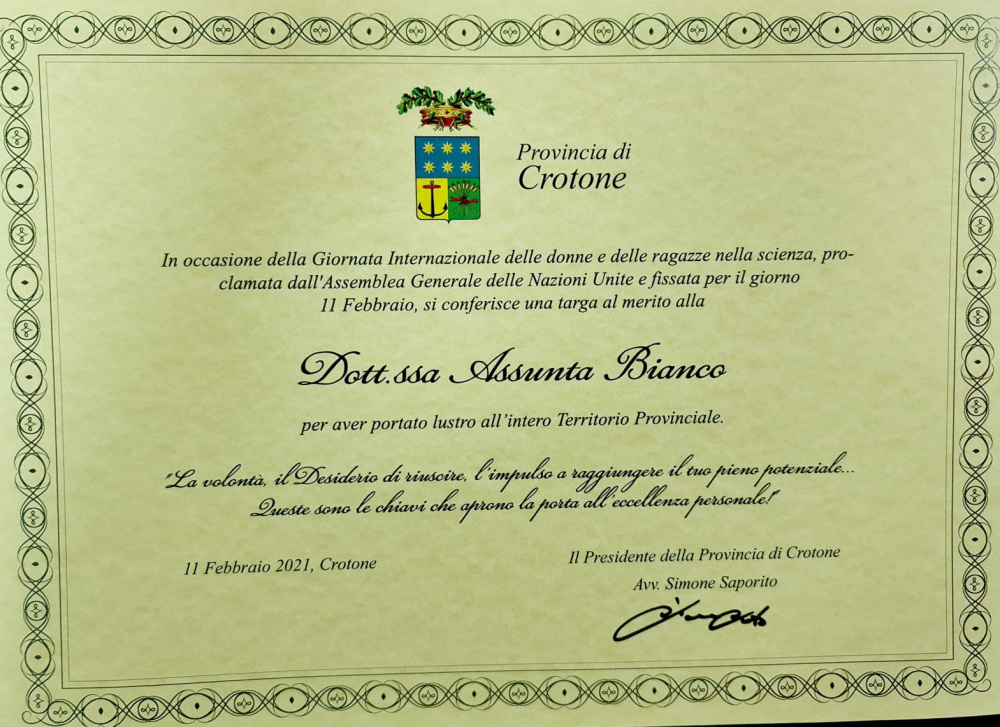 Provincia di
Crotone
In occasione della Giornata Internazionale delle donne e delle ragazze nella scienza, pro-
clamata dall'Assemblea Generale delle Nazioni Unite e fissata per il giorno
11 Febbraio, si conferisce una targa al merito alla
Dott.ssa Assunta Bianco
per aver portato lustro all’intero Territorio Provinciale.
"La volontà, il Desiderio di riuscire, l'impulso a raggiungere il tuo pieno potenziale...
Queste sono le chiavi che aprono la porta all'eccellenza personale!"
11 Febbraio 2021, Crotone
Il Presidente della Provincia di Crotone
Avv. Simone Saporito